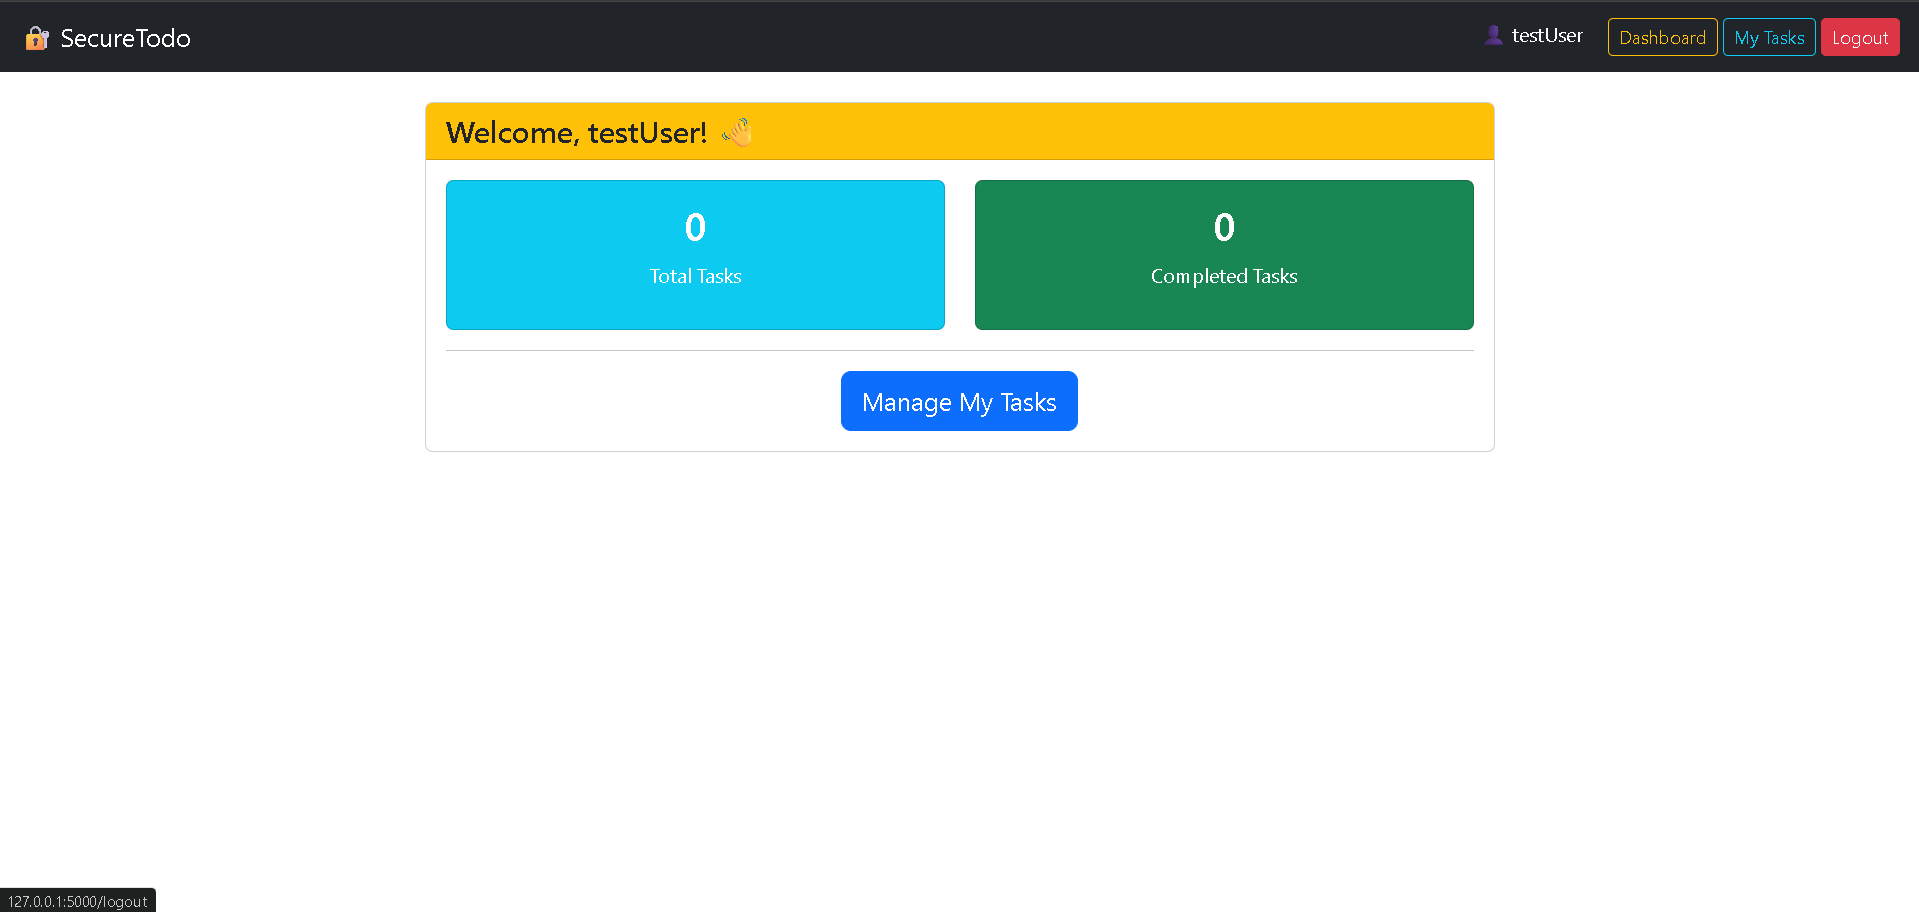 SecureTodo
testUser Dashboard My Tasks Logout
Welcome, testUser!
0
Total Tasks
0
Completed Tasks
Manage My Tasks
127.0.0.1:5000/logout